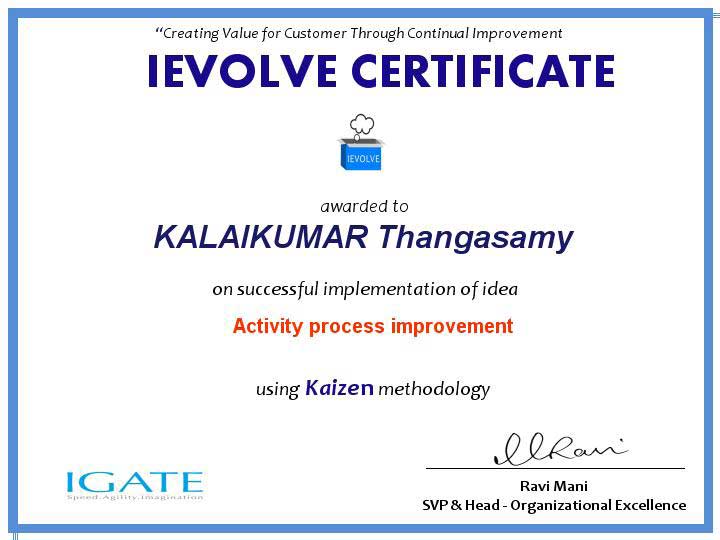 “Creating Value for Customer Through Continual Improvement
IEVOLVE CERTIFICATE
IEVOLVE
awarded to
KALAIKUMAR Thangasamy
on successful implementation of idea
Activity process improvement
using Kaizen methodology
Ravi Mani
SVP & Head - Organizational Excellence
IGATE
Speed.Agility.Imagination